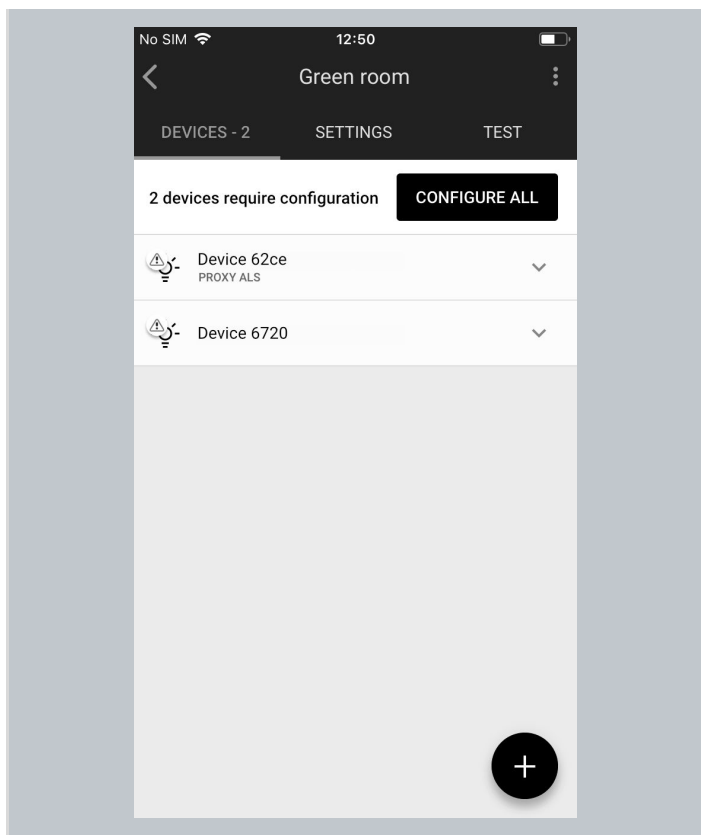 No SIM 12:50
Green room
DEVICES - 2 SETTINGS TEST
2 devices require configuration CONFIGURE ALL
Device 62ce
PROXY ALS
Device 6720